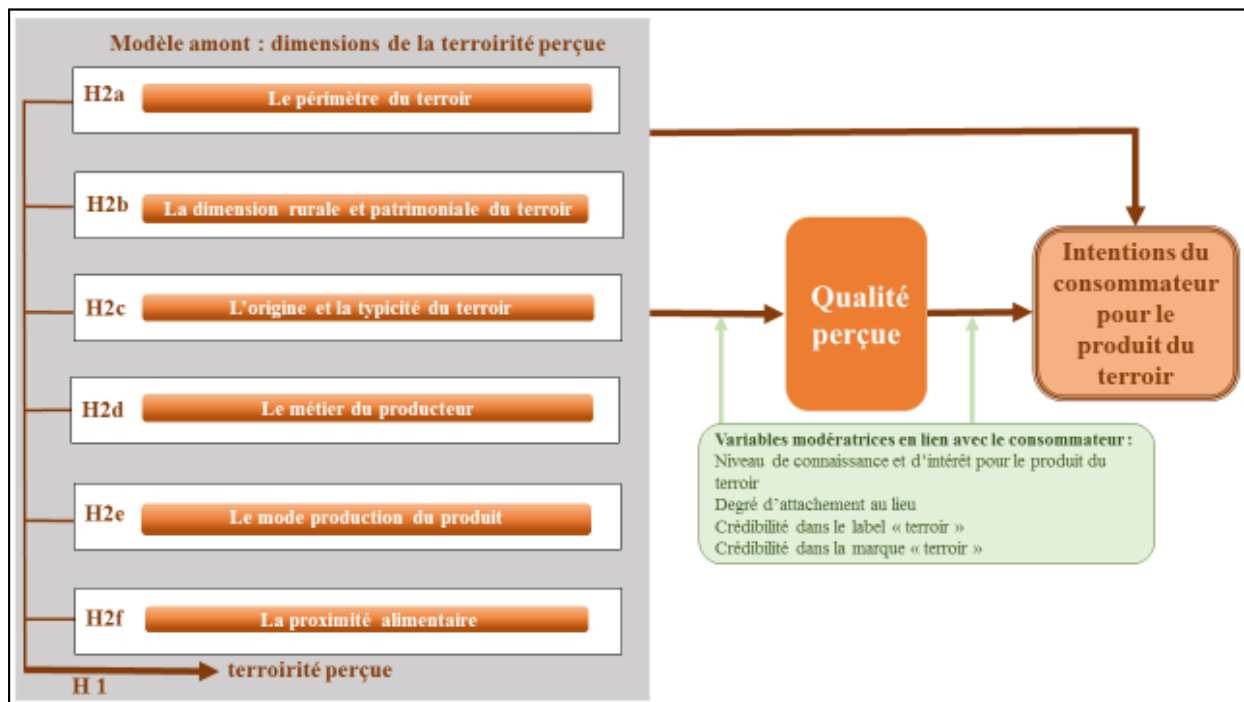 Modèle amont : dimensions de la terroirité perçue
H2a
Le périmètre du terroir
H2b
La dimension rurale et patrimoniale du terroir
H2c
L'origine et la typicité du terroir
H2d
Le métier du producteur
H2e
Le mode production du produit
H2f
La proximité alimentaire
terroirité perçue
H 1
Qualité
perçue
Intentions du
consommateur
pour le
produit du
terroir
Variables modératrices en lien avec le consommateur :
Niveau de connaissance et d'intérêt pour le produit du
terroir
Degré d'attachement au lieu
Crédibilité dans le label « terroir »
Crédibilité dans la marque « terroir »